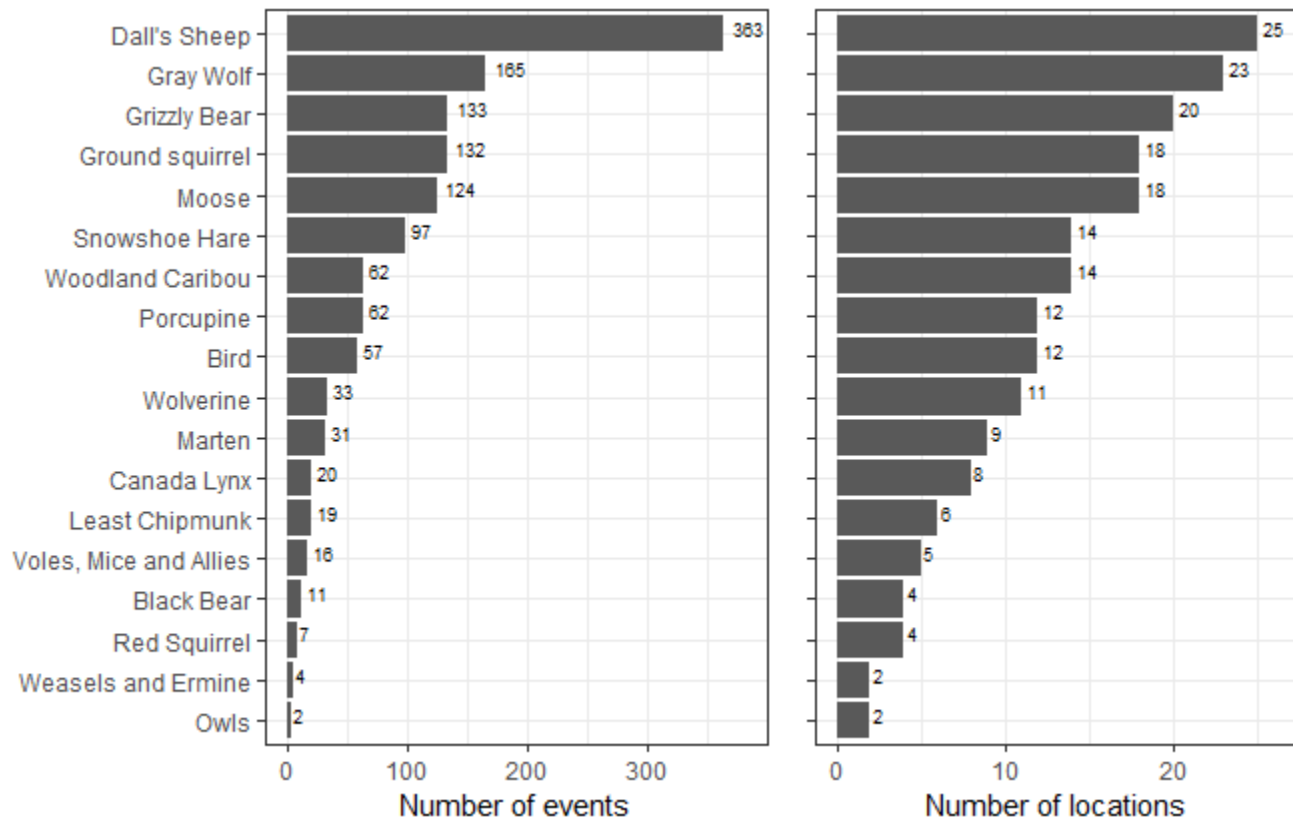 Dall's Sheep 363 25
Gray Wolf 165 23
Grizzly Bear 133 20
Ground squirrel 132 18
Moose 124 18
Snowshoe Hare 97 14
Woodland Caribou 62 14
Porcupine 62 12
Bird 57 12
Wolverine 33 11
Marten 31 9
Canada Lynx 20 8
Least Chipmunk 19 6
Voles, Mice and Allies 16 5
Black Bear 11 4
Red Squirrel 7 4
Weasels and Ermine 4 2
Owls 2 2
0 100 200 300 0 10 20
Number of events Number of locations